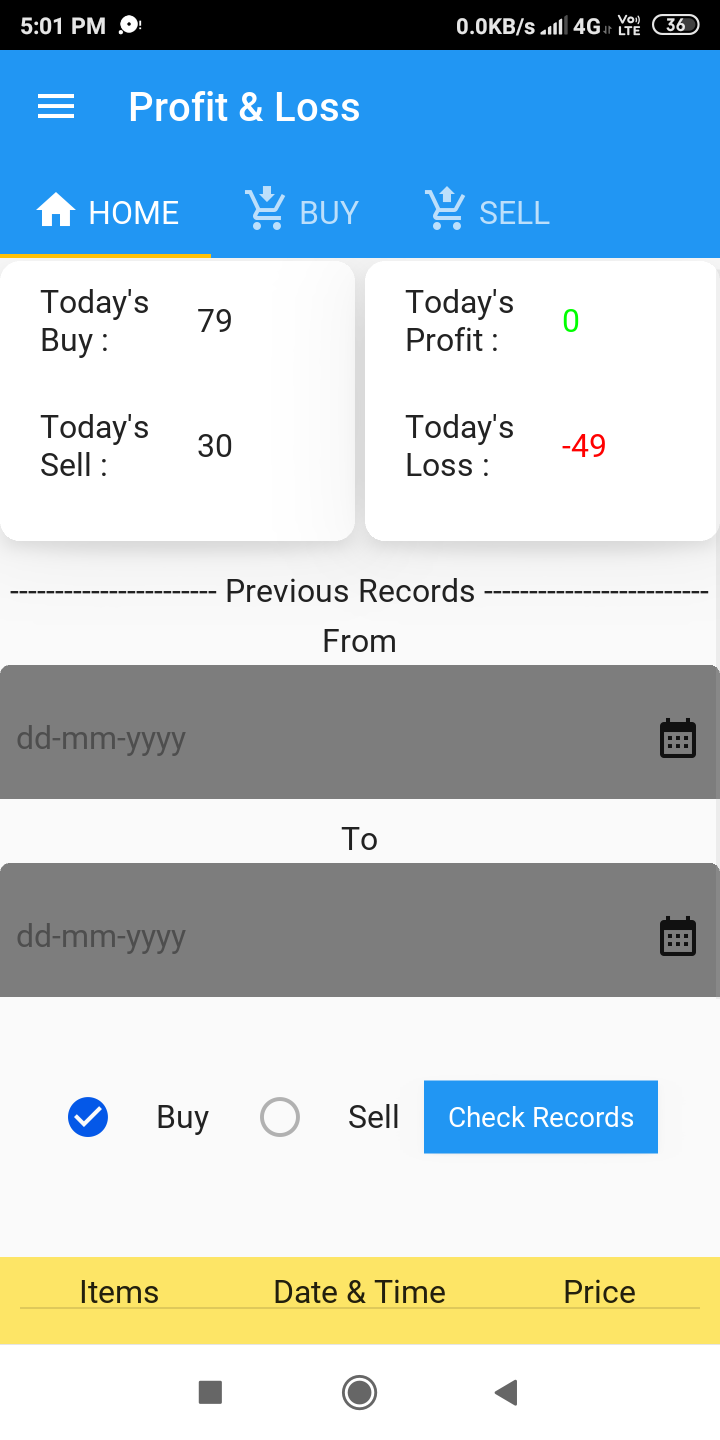 5:01 PM 0.0KB/s 4G Vo) LTE 36
Profit & Loss
HOME BUY SELL
Today's Buy : 79
Today's Profit : 0
Today's Sell : 30
Today's Loss : -49
----------------------- Previous Records -------------------------
From
dd-mm-yyyy
To
dd-mm-yyyy
Buy Sell Check Records
Items Date & Time Price